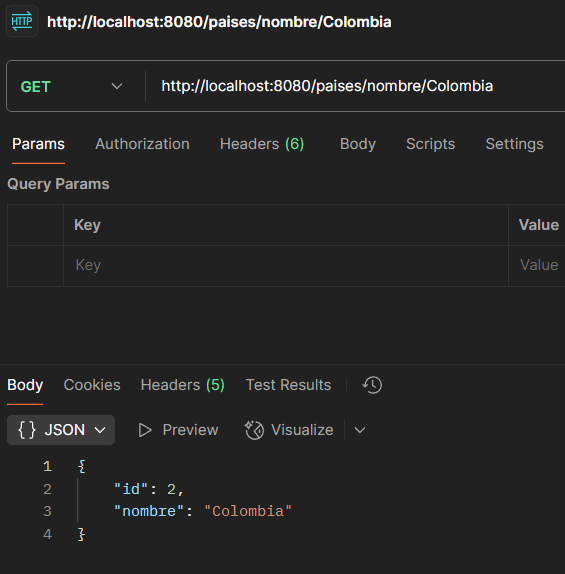 HTTP http://localhost:8080/paises/nombre/Colombia
GET http://localhost:8080/paises/nombre/Colombia
Params Authorization Headers (6) Body Scripts Settings
Query Params
Key Value
Key Value
Body Cookies Headers (5) Test Results
{ } JSON Preview Visualize
1 {
2 "id": 2,
3 "nombre": "Colombia"
4 }